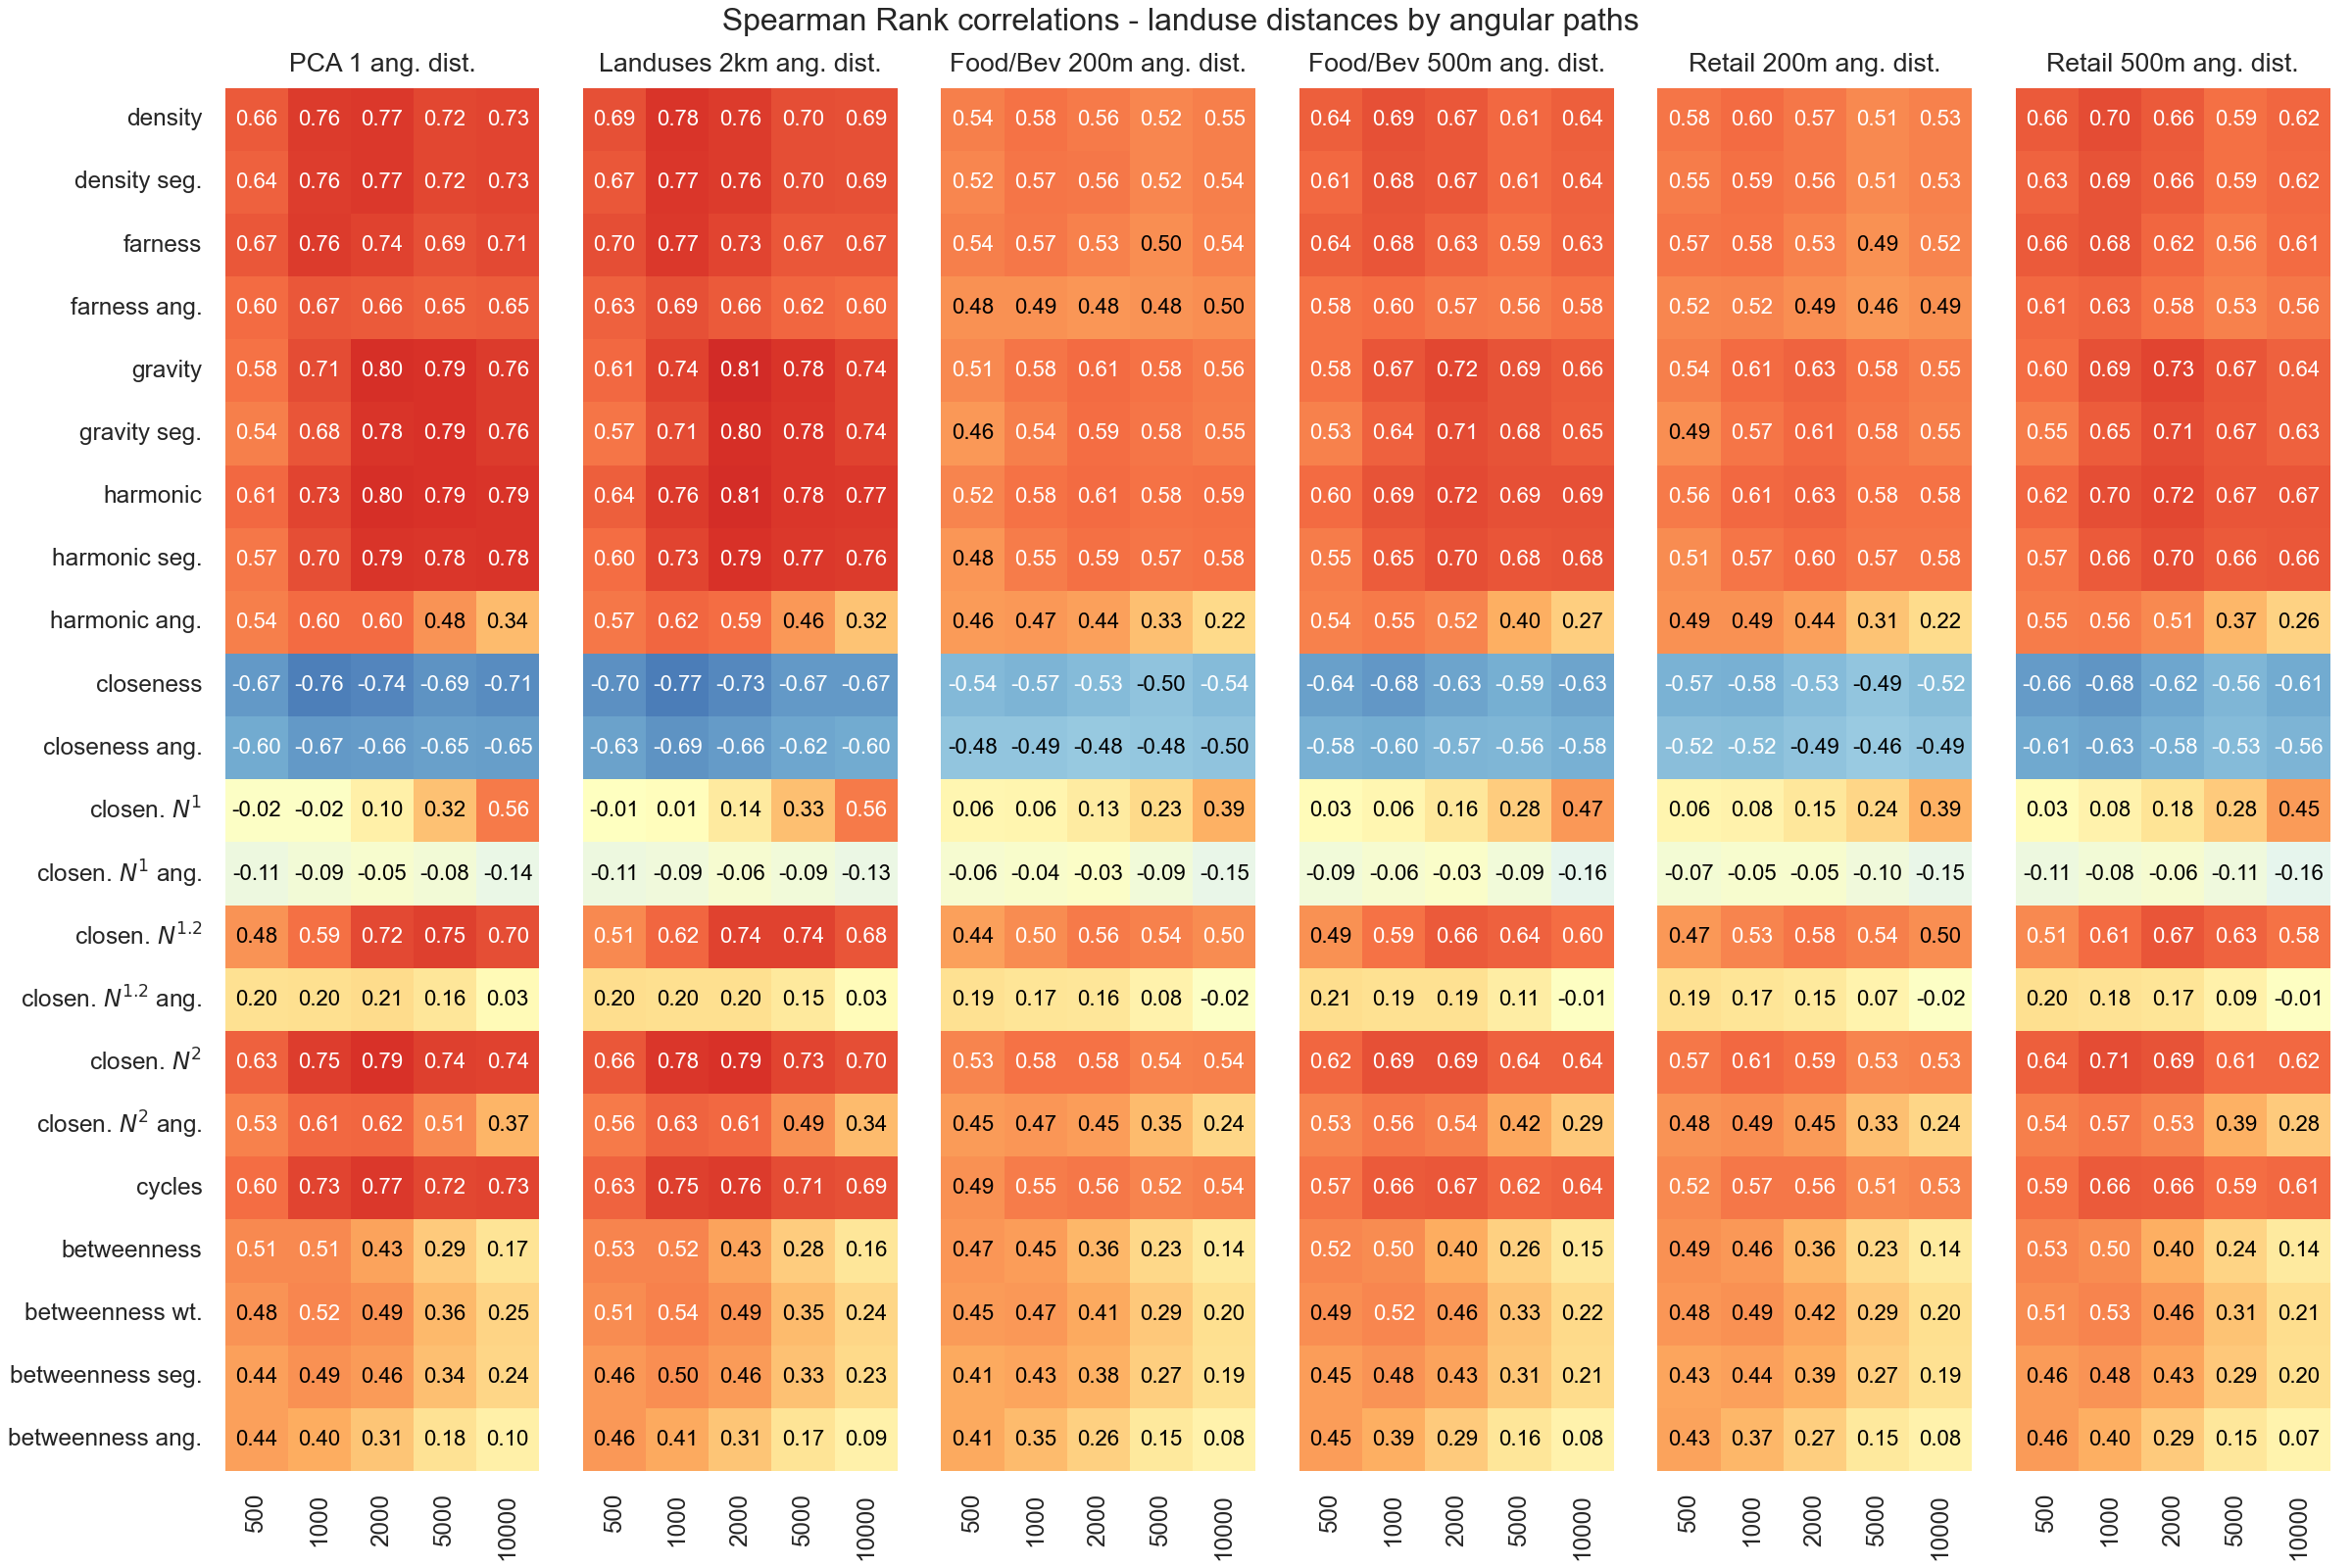 Spearman Rank correlations - landuse distances by angular paths
PCA 1 ang. dist. Landuses 2km ang. dist. Food/Bev 200m ang. dist. Food/Bev 500m ang. dist. Retail 200m ang. dist. Retail 500m ang. dist.
density 0.66 0.76 0.77 0.72 0.73 0.69 0.78 0.76 0.70 0.69 0.54 0.58 0.56 0.52 0.55 0.64 0.69 0.67 0.61 0.64 0.58 0.60 0.57 0.51 0.53 0.66 0.70 0.66 0.59 0.62
density seg. 0.64 0.76 0.77 0.72 0.73 0.67 0.77 0.76 0.70 0.69 0.52 0.57 0.56 0.52 0.54 0.61 0.68 0.67 0.61 0.64 0.55 0.59 0.56 0.51 0.53 0.63 0.69 0.66 0.59 0.62
farness 0.67 0.76 0.74 0.69 0.71 0.70 0.77 0.73 0.67 0.67 0.54 0.57 0.53 0.50 0.54 0.64 0.68 0.63 0.59 0.63 0.57 0.58 0.53 0.49 0.52 0.66 0.68 0.62 0.56 0.61
farness ang. 0.60 0.67 0.66 0.65 0.65 0.63 0.69 0.66 0.62 0.60 0.48 0.49 0.48 0.48 0.50 0.58 0.60 0.57 0.56 0.58 0.52 0.52 0.49 0.46 0.49 0.61 0.63 0.58 0.53 0.56
gravity 0.58 0.71 0.80 0.79 0.76 0.61 0.74 0.81 0.78 0.74 0.51 0.58 0.61 0.58 0.56 0.58 0.67 0.72 0.69 0.66 0.54 0.61 0.63 0.58 0.55 0.60 0.69 0.73 0.67 0.64
gravity seg. 0.54 0.68 0.78 0.79 0.76 0.57 0.71 0.80 0.78 0.74 0.46 0.54 0.59 0.58 0.55 0.53 0.64 0.71 0.68 0.65 0.49 0.57 0.61 0.58 0.55 0.55 0.65 0.71 0.67 0.63
harmonic 0.61 0.73 0.80 0.79 0.79 0.64 0.76 0.81 0.78 0.77 0.52 0.58 0.61 0.58 0.59 0.60 0.69 0.72 0.69 0.69 0.56 0.61 0.63 0.58 0.58 0.62 0.70 0.72 0.67 0.67
harmonic seg. 0.57 0.70 0.79 0.78 0.78 0.60 0.73 0.79 0.77 0.76 0.48 0.55 0.59 0.57 0.58 0.55 0.65 0.70 0.68 0.68 0.51 0.57 0.60 0.57 0.58 0.57 0.66 0.70 0.66 0.66
harmonic ang. 0.54 0.60 0.60 0.48 0.34 0.57 0.62 0.59 0.46 0.32 0.46 0.47 0.44 0.33 0.22 0.54 0.55 0.52 0.40 0.27 0.49 0.49 0.44 0.31 0.22 0.55 0.56 0.51 0.37 0.26
closeness -0.67 -0.76 -0.74 -0.69 -0.71 -0.70 -0.77 -0.73 -0.67 -0.67 -0.54 -0.57 -0.53 -0.50 -0.54 -0.64 -0.68 -0.63 -0.59 -0.63 -0.57 -0.58 -0.53 -0.49 -0.52 -0.66 -0.68 -0.62 -0.56 -0.61
closeness ang. -0.60 -0.67 -0.66 -0.65 -0.65 -0.63 -0.69 -0.66 -0.62 -0.60 -0.48 -0.49 -0.48 -0.48 -0.50 -0.58 -0.60 -0.57 -0.56 -0.58 -0.52 -0.52 -0.49 -0.46 -0.49 -0.61 -0.63 -0.58 -0.53 -0.56
closen. N^1 -0.02 -0.02 0.10 0.32 0.56 -0.01 0.01 0.14 0.33 0.56 0.06 0.06 0.13 0.23 0.39 0.03 0.06 0.16 0.28 0.47 0.06 0.08 0.15 0.24 0.39 0.03 0.08 0.18 0.28 0.45
closen. N^1 ang. -0.11 -0.09 -0.05 -0.08 -0.14 -0.11 -0.09 -0.06 -0.09 -0.13 -0.06 -0.04 -0.03 -0.09 -0.15 -0.09 -0.06 -0.03 -0.09 -0.16 -0.07 -0.05 -0.05 -0.10 -0.15 -0.11 -0.08 -0.06 -0.11 -0.16
closen. N^1.2 0.48 0.59 0.72 0.75 0.70 0.51 0.62 0.74 0.74 0.68 0.44 0.50 0.56 0.54 0.50 0.49 0.59 0.66 0.64 0.60 0.47 0.53 0.58 0.54 0.50 0.51 0.61 0.67 0.63 0.58
closen. N^1.2 ang. 0.20 0.20 0.21 0.16 0.03 0.20 0.20 0.20 0.15 0.03 0.19 0.17 0.16 0.08 -0.02 0.21 0.19 0.19 0.11 -0.01 0.19 0.17 0.15 0.07 -0.02 0.20 0.18 0.17 0.09 -0.01
closen. N^2 0.63 0.75 0.79 0.74 0.74 0.66 0.78 0.79 0.73 0.70 0.53 0.58 0.58 0.54 0.54 0.62 0.69 0.69 0.64 0.64 0.57 0.61 0.59 0.53 0.53 0.64 0.71 0.69 0.61 0.62
closen. N^2 ang. 0.53 0.61 0.62 0.51 0.37 0.56 0.63 0.61 0.49 0.34 0.45 0.47 0.45 0.35 0.24 0.53 0.56 0.54 0.42 0.29 0.48 0.49 0.45 0.33 0.24 0.54 0.57 0.53 0.39 0.28
cycles 0.60 0.73 0.77 0.72 0.73 0.63 0.75 0.76 0.71 0.69 0.49 0.55 0.56 0.52 0.54 0.57 0.66 0.67 0.62 0.64 0.52 0.57 0.56 0.51 0.53 0.59 0.66 0.66 0.59 0.61
betweenness 0.51 0.51 0.43 0.29 0.17 0.53 0.52 0.43 0.28 0.16 0.47 0.45 0.36 0.23 0.14 0.52 0.50 0.40 0.26 0.15 0.49 0.46 0.36 0.23 0.14 0.53 0.50 0.40 0.24 0.14
betweenness wt. 0.48 0.52 0.49 0.36 0.25 0.51 0.54 0.49 0.35 0.24 0.45 0.47 0.41 0.29 0.20 0.49 0.52 0.46 0.33 0.22 0.48 0.49 0.42 0.29 0.20 0.51 0.53 0.46 0.31 0.21
betweenness seg. 0.44 0.49 0.46 0.34 0.24 0.46 0.50 0.46 0.33 0.23 0.41 0.43 0.38 0.27 0.19 0.45 0.48 0.43 0.31 0.21 0.43 0.44 0.39 0.27 0.19 0.46 0.48 0.43 0.29 0.20
betweenness ang. 0.44 0.40 0.31 0.18 0.10 0.46 0.41 0.31 0.17 0.09 0.41 0.35 0.26 0.15 0.08 0.45 0.39 0.29 0.16 0.08 0.43 0.37 0.27 0.15 0.08 0.46 0.40 0.29 0.15 0.07
500 1000 2000 5000 10000 500 1000 2000 5000 10000 500 1000 2000 5000 10000 500 1000 2000 5000 10000 500 1000 2000 5000 10000 500 1000 2000 5000 10000